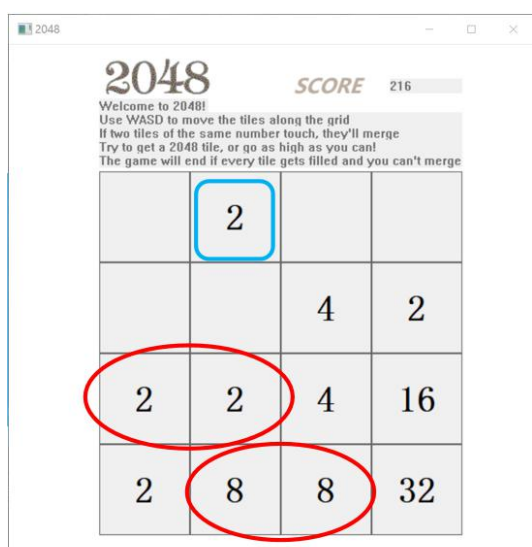 2048
2048
SCORE 216
Welcome to 2048!
Use WASD to move the tiles along the grid
If two tiles of the same number touch, they'll merge
Try to get a 2048 tile, or go as high as you can!
The game will end if every tile gets filled and you can't merge
2
4 2
2 2 4 16
2 8 8 32